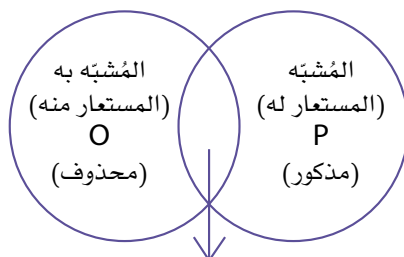 المُشبّه
(المستعار له)
P
(مذكور)
المُشبّه به
(المستعار منه)
O
(محذوف)